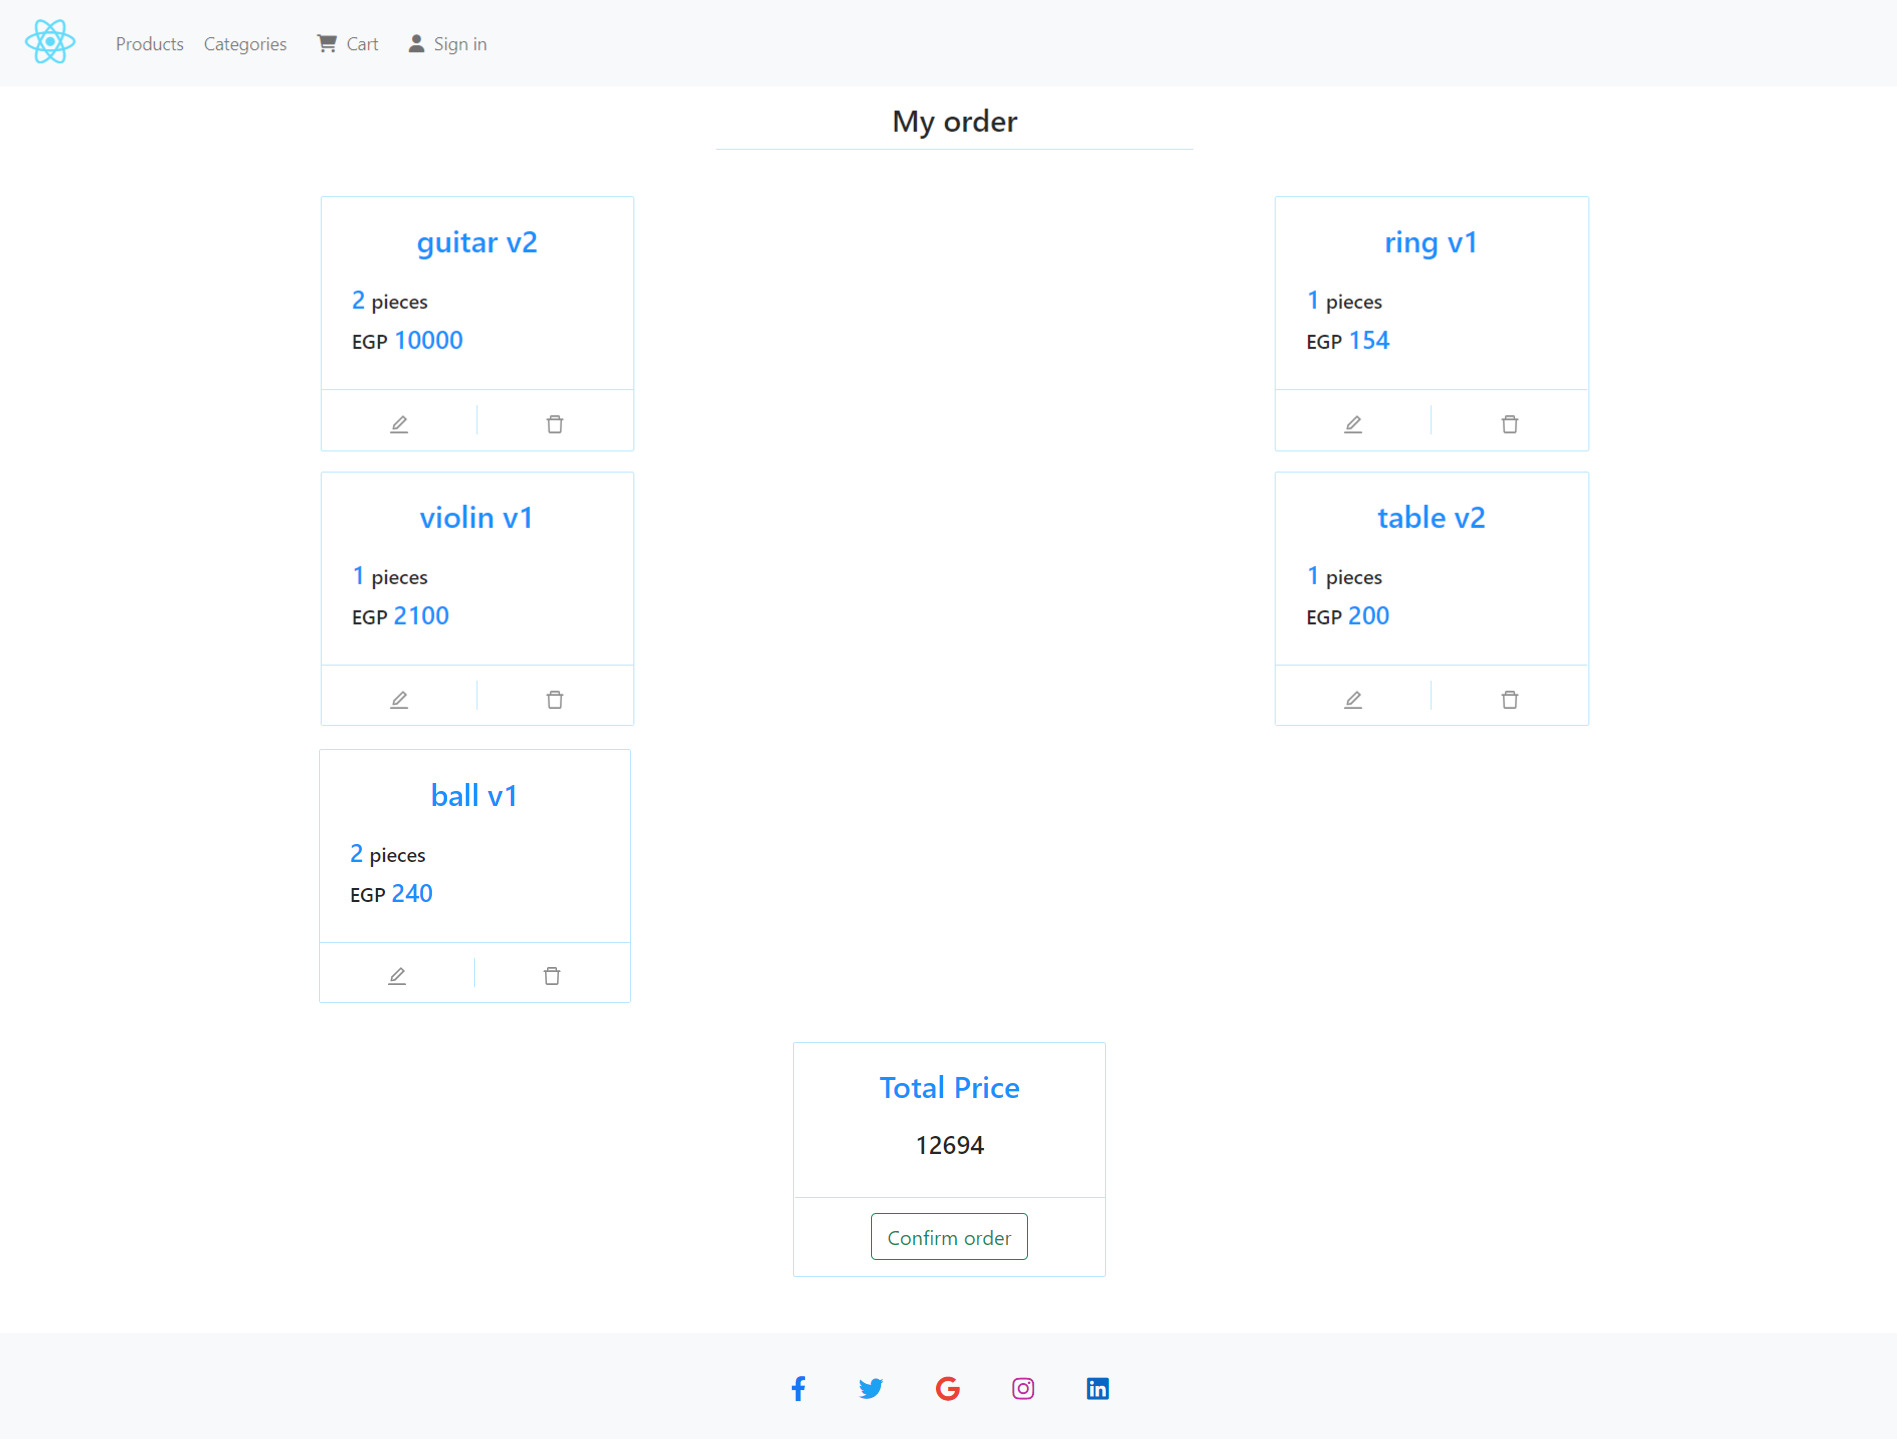 Products Categories Cart Sign in
My order
guitar v2
2 pieces
EGP 10000
ring v1
1 pieces
EGP 154
violin v1
1 pieces
EGP 2100
table v2
1 pieces
EGP 200
ball v1
2 pieces
EGP 240
Total Price
12694
Confirm order